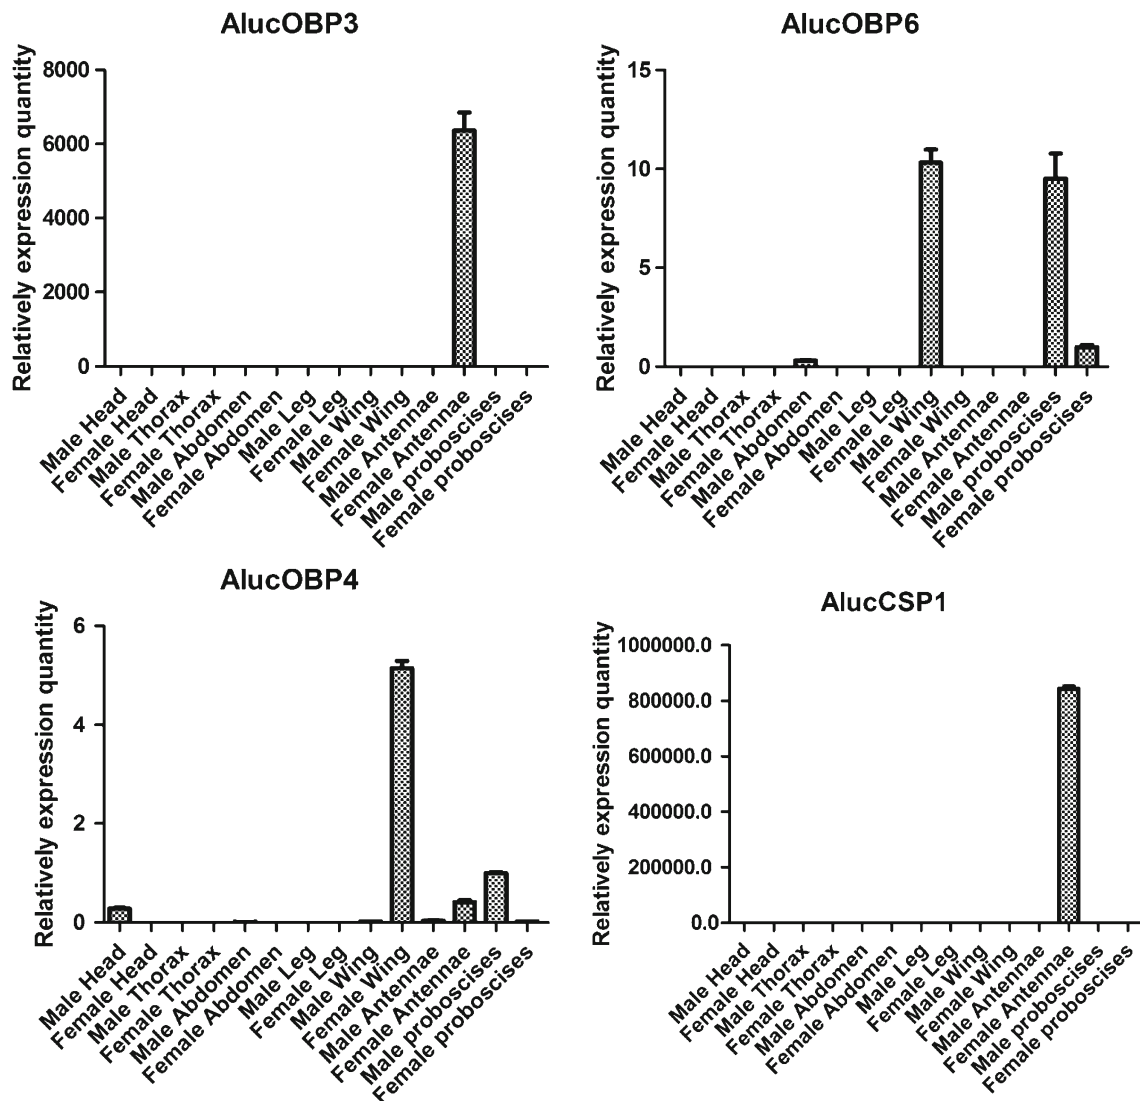 AlucOBP3
Relatively expression quantity
8000
6000
4000
2000
0
Male Head
Female Head
Male Thorax
Female Thorax
Male Abdomen
Female Abdomen
Male Leg
Female Leg
Male Wing
Female Wing
Male Antennae
Female Antennae
Male proboscises
Female proboscises
AlucOBP6
Relatively expression quantity
15
10
5
0
Male Head
Female Head
Male Thorax
Female Thorax
Male Abdomen
Female Abdomen
Male Leg
Female Leg
Male Wing
Female Wing
Male Antennae
Female Antennae
Male proboscises
Female proboscises
AlucOBP4
Relatively expression quantity
6
4
2
0
Male Head
Female Head
Male Thorax
Female Thorax
Male Abdomen
Female Abdomen
Male Leg
Female Leg
Male Wing
Female Wing
Male Antennae
Female Antennae
Male proboscises
Female proboscises
AlucCSP1
Relatively expression quantity
1000000.0
800000.0
600000.0
400000.0
200000.0
0.0
Male Head
Female Head
Male Thorax
Female Thorax
Male Abdomen
Female Abdomen
Male Leg
Female Leg
Male Wing
Female Wing
Male Antennae
Female Antennae
Male proboscises
Female proboscises